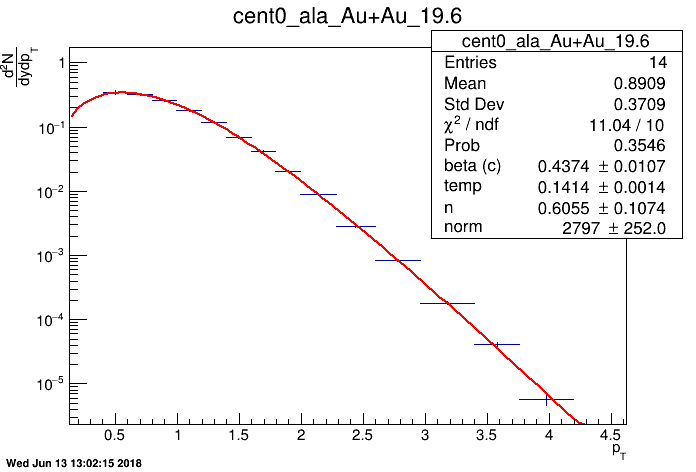 cent0_ala_Au+Au_19.6
d²N
dydp_T
cent0_ala_Au+Au_19.6
Entries 14
Mean 0.8909
Std Dev 0.3709
χ² / ndf 11.04 / 10
Prob 0.3546
beta (c) 0.4374 ± 0.0107
temp 0.1414 ± 0.0014
n 0.6055 ± 0.1074
norm 2797 ± 252.0
1
10⁻¹
10⁻²
10⁻³
10⁻⁴
10⁻⁵
0.5 1 1.5 2 2.5 3 3.5 4 4.5
p_T
Wed Jun 13 13:02:15 2018